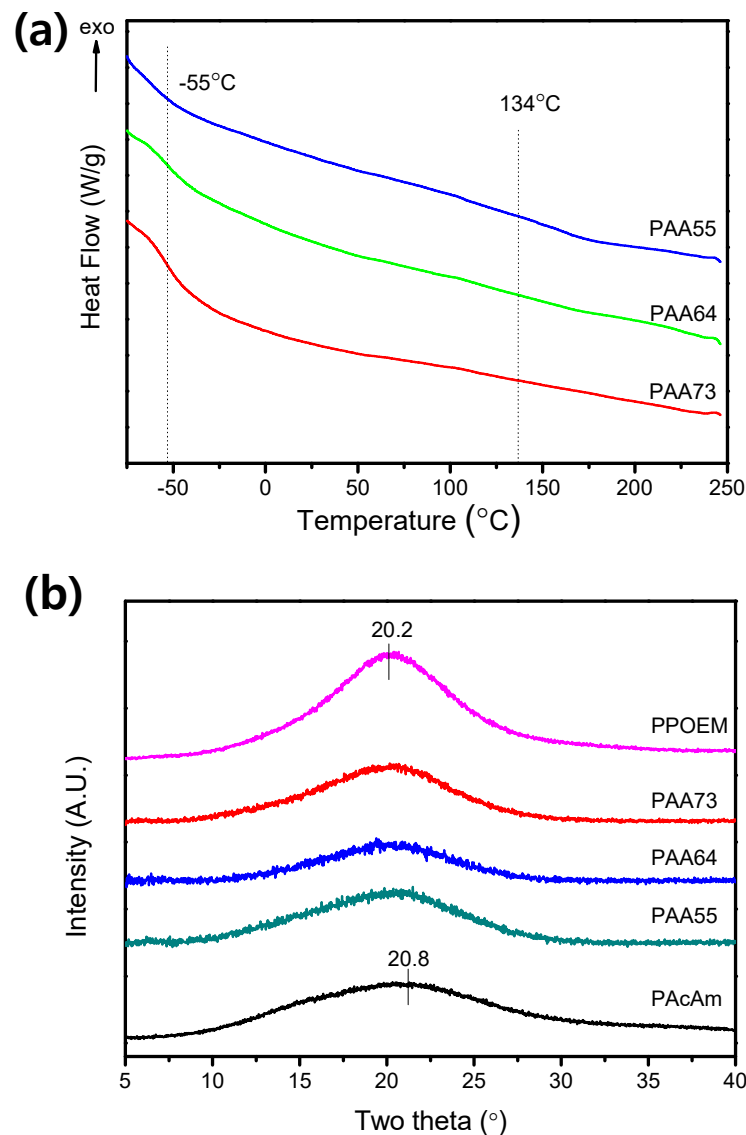 (a)
exo
-55°C
134°C
Heat Flow (W/g)
PAA55
PAA64
PAA73
-50 0 50 100 150 200 250
Temperature (°C)
(b)
20.2
PPOEM
PAA73
PAA64
PAA55
20.8
PAcAm
Intensity (A.U.)
5 10 15 20 25 30 35 40
Two theta (°)